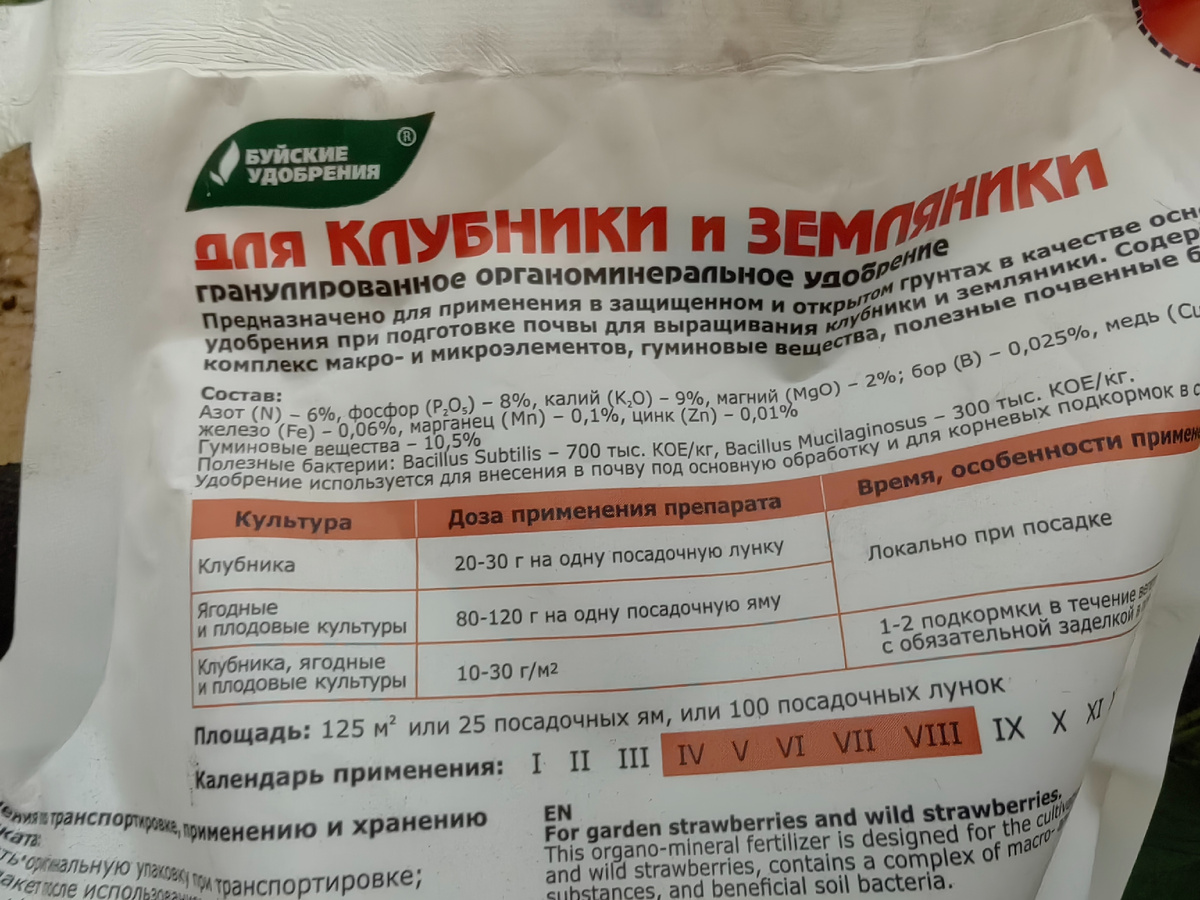 БУЙСКИЕ
УДОБРЕНИЯ ®
ДЛЯ КЛУБНИКИ и ЗЕМЛЯНИКИ
гранулированное органоминеральное удобрение
Предназначено для применения в защищенном и открытом грунтах в качестве
удобрения при подготовке почвы для выращивания клубники и земляники.
комплекс макро- и микроэлементов, гуминовые вещества, полезные почвенные
Состав:
Азот (N) – 6%, фосфор (P₂O₅) – 8%, калий (K₂O) – 9%, магний (MgO) – 2%; бор (B) – 0,025%, медь (Cu
железо (Fe) – 0,06%, марганец (Mn) – 0,1%, цинк (Zn) – 0,01%
Гуминовые вещества – 10,5%
Полезные бактерии: Bacillus Subtilis – 700 тыс. КОЕ/кг, Bacillus Mucilaginosus – 300 тыс. КОЕ/кг.
Удобрение используется для внесения в почву под основную обработку и для корневых подкормок в
Культура Доза применения препарата Время, особенности
Клубника 20-30 г на одну посадочную лунку Локально при посадке
Ягодные
и плодовые культуры 80-120 г на одну посадочную яму
Клубника, ягодные
и плодовые культуры 10-30 г/м² 1-2 подкормки в течение
с обязательной заделкой в
Площадь: 125 м² или 25 посадочных ям, или 100 посадочных лунок
Календарь применения: I II III IV V VI VII VIII IX X XI
транспортировке, применению и хранению
оригинальную упаковку при транспортировке;
после
EN
For garden strawberries and wild strawberries.
This organo-mineral fertilizer is designed for the
and wild strawberries, contains a complex of macro-
substances, and beneficial soil bacteria.